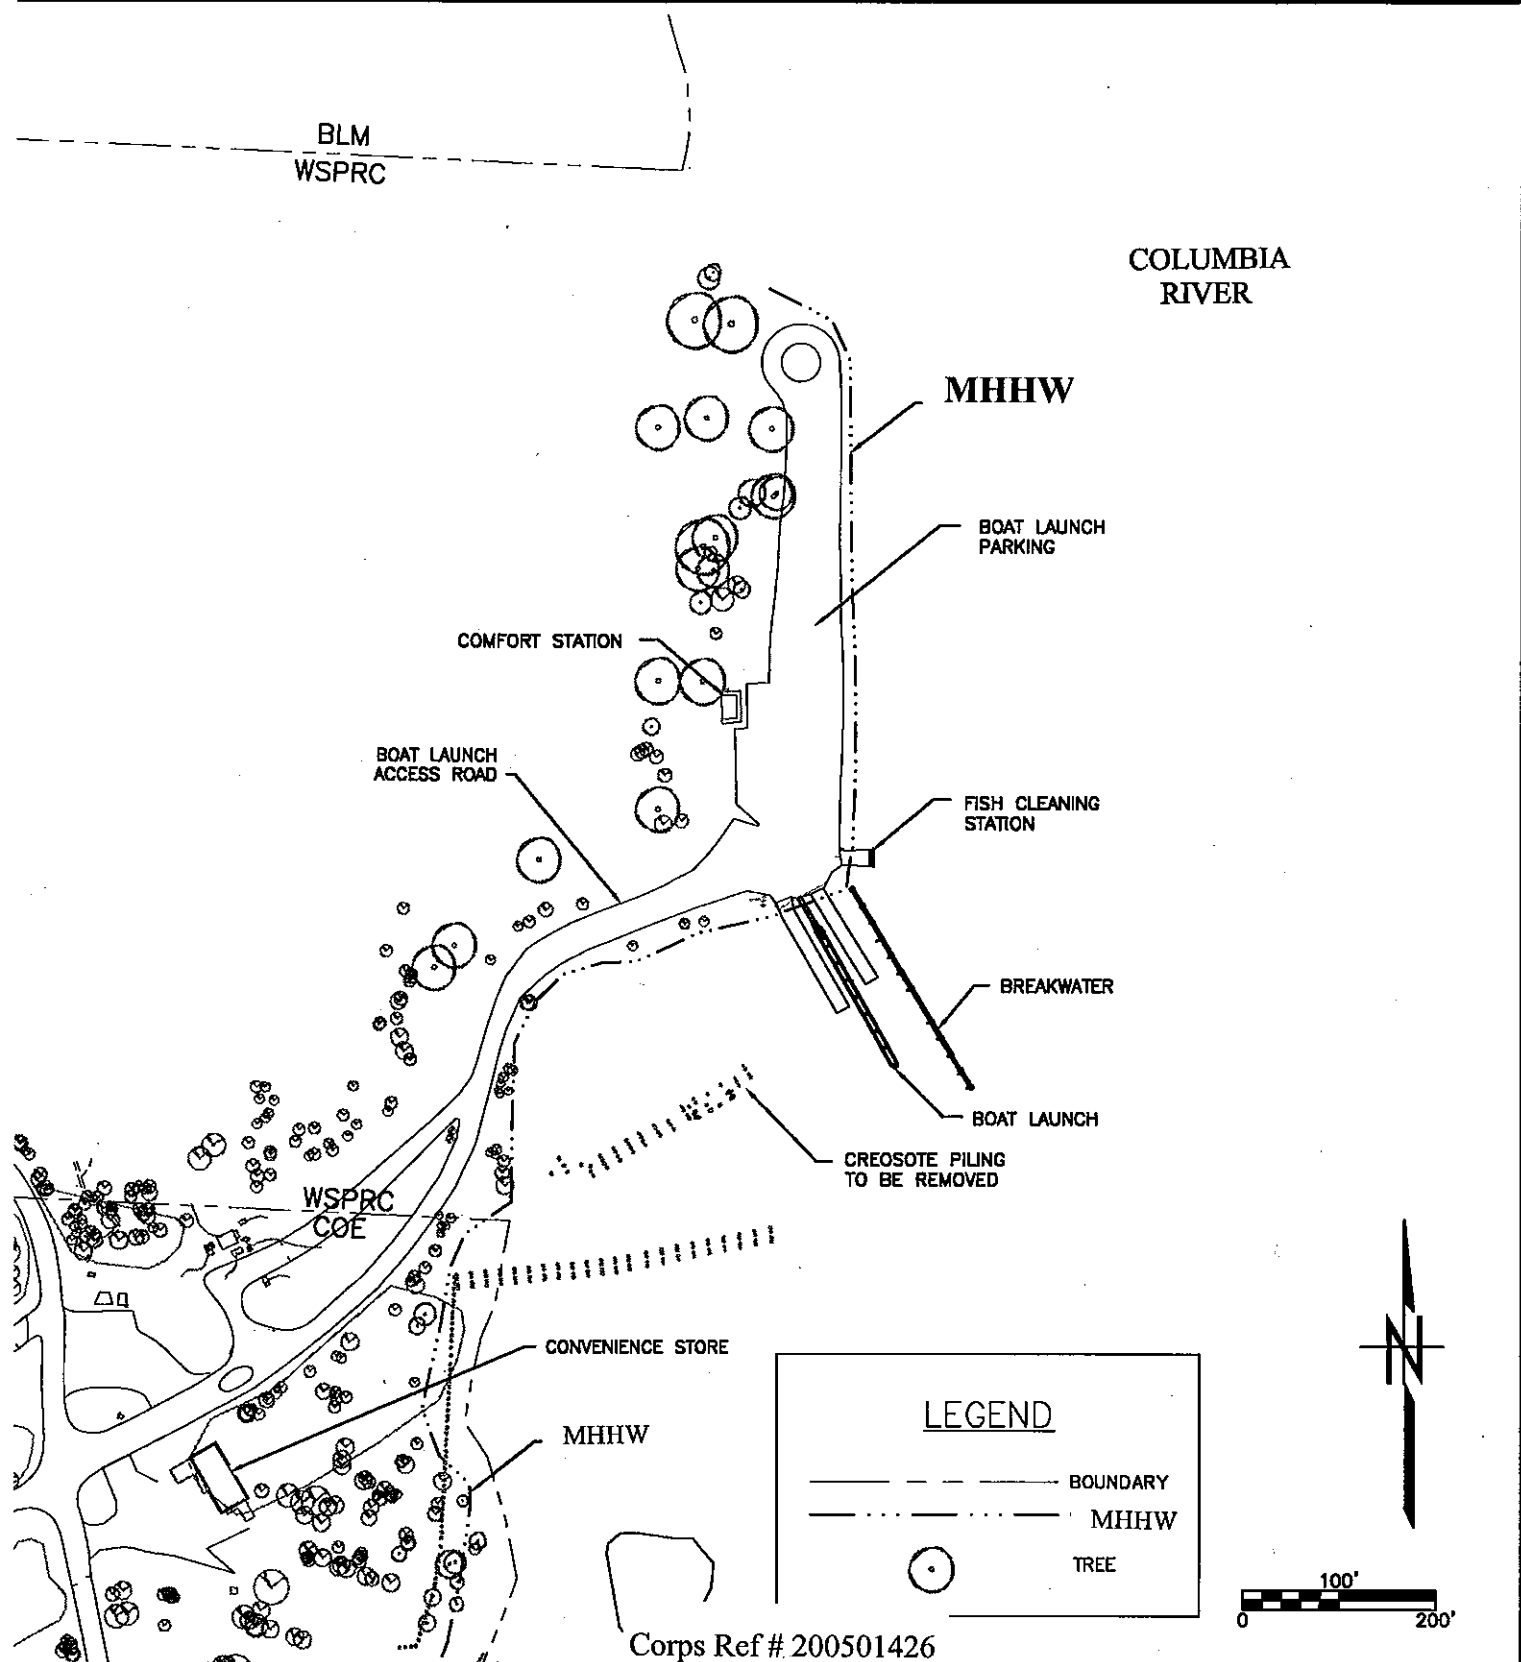 BLM
WSPRC
COLUMBIA
RIVER
MHHW
BOAT LAUNCH
PARKING
COMFORT STATION
BOAT LAUNCH
ACCESS ROAD
FISH CLEANING
STATION
BREAKWATER
BOAT LAUNCH
CREOSOTE PILING
TO BE REMOVED
WSPRC
COE
CONVENIENCE STORE
MHHW
LEGEND
BOUNDARY
MHHW
TREE
N
100'
0 200'
Corps Ref # 200501426